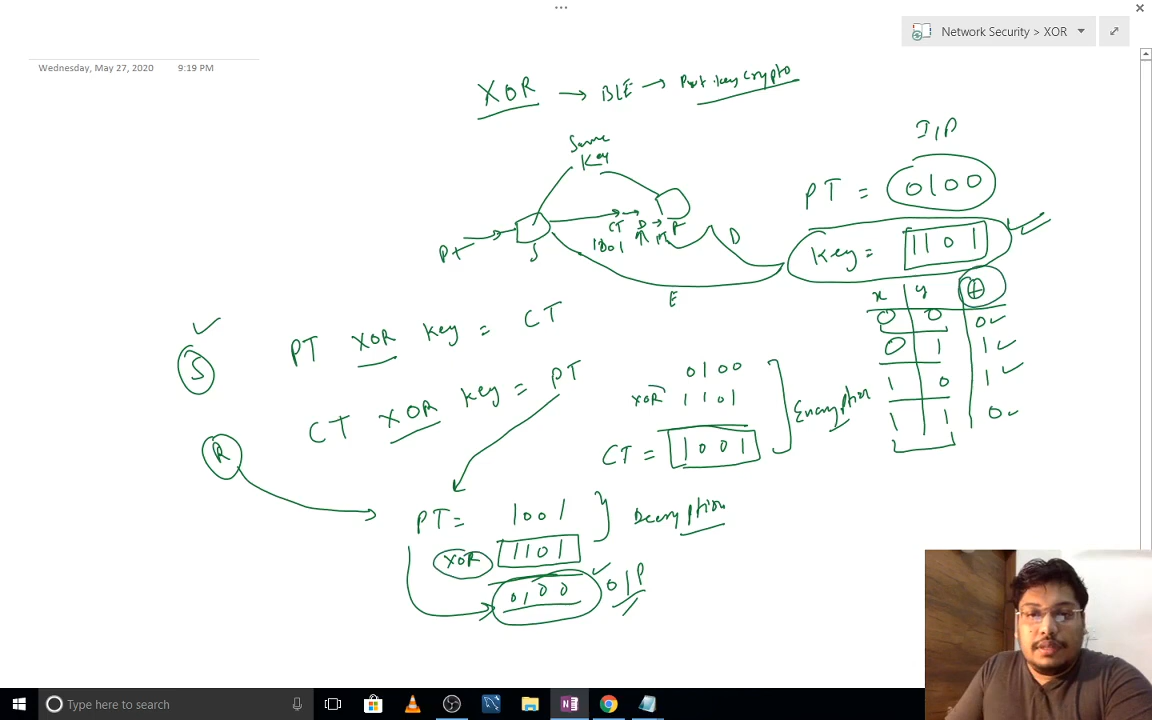 Network Security > XOR
Wednesday, May 27, 2020 9:19 PM
XOR → BLE → Pvt. key crypto
Same
Key
I/P
PT = 0100
Key = 1101
PT
S
CT D → P
1001
PT
D
E
x y ⊕
0 0 0
0 1 1
1 0 1
1 1 0
S
PT XOR key = CT
CT XOR key = PT
R
0100
XOR 1101
CT = 1001
Encryption
PT = 1001
XOR 1101
0100
Decryption
O/P
Type here to search